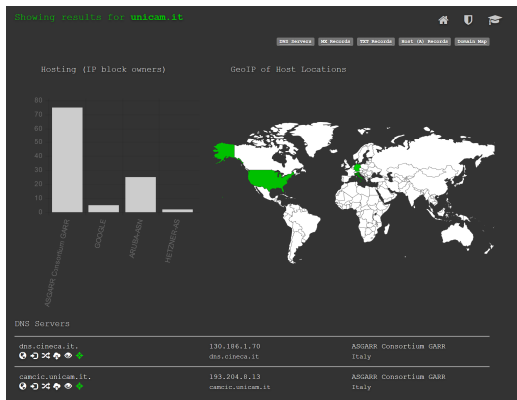 Showing results for unicam.it
DNS Servers MX Records TXT Records Host (A) Records Domain Map
Hosting (IP block owners)
GeoIP of Host Locations
80
70
60
50
40
30
20
10
0
ASGARR Consortium GARR
GOOGLE
ARUBA-ASN
HETZNER-AS
DNS Servers
dns.cineca.it. 130.186.1.70 ASGARR Consortium GARR
dns.cineca.it Italy
camcic.unicam.it. 193.204.8.13 ASGARR Consortium GARR
camcic.unicam.it Italy